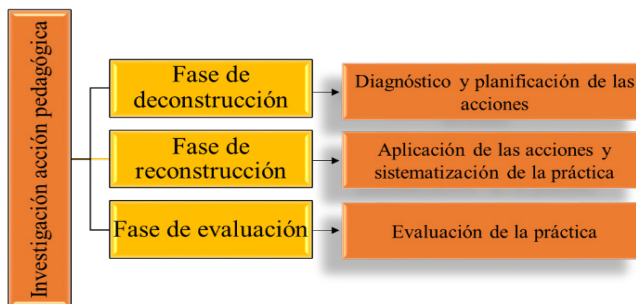 Investigación acción pedagógica
Fase de
deconstrucción
Diagnóstico y planificación de las
acciones
Fase de
reconstrucción
Aplicación de las acciones y
sistematización de la práctica
Fase de evaluación
Evaluación de la práctica